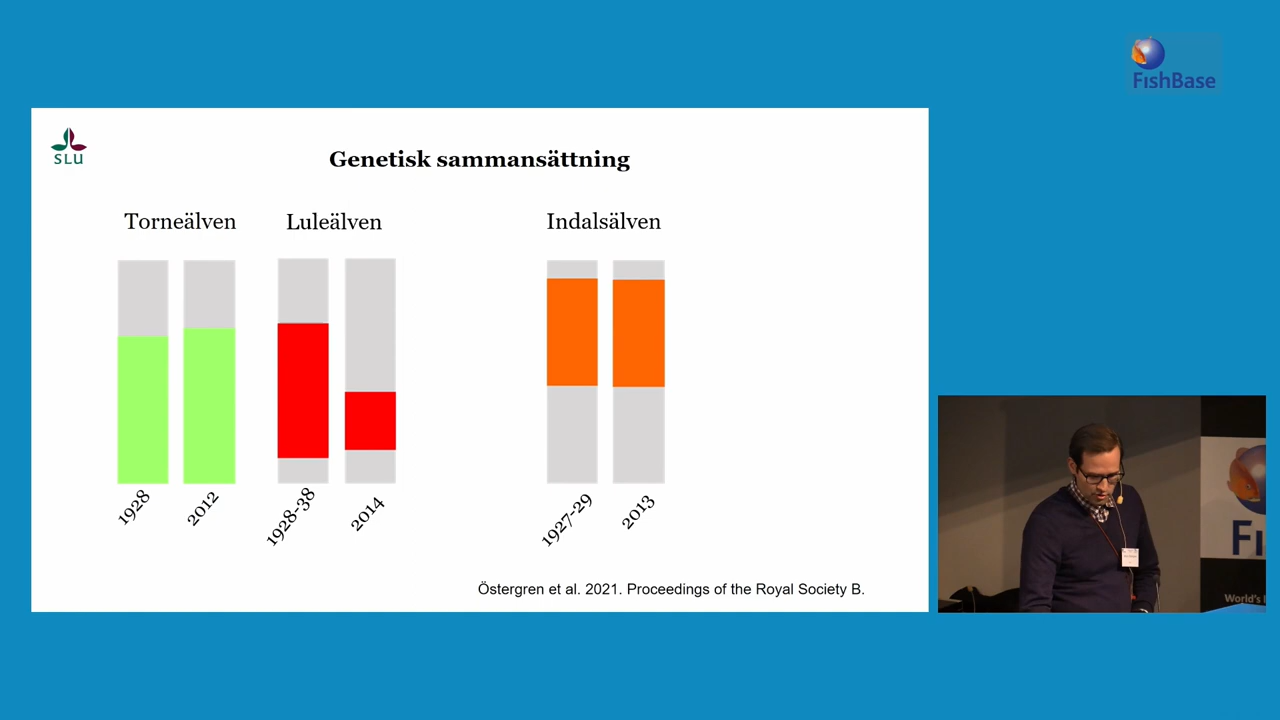 FishBase
SLU
Genetisk sammansättning
Torneälven
Luleälven
Indalsälven
1928
2012
1928-38
2014
1927-29
2013
Östergren et al. 2021. Proceedings of the Royal Society B.
World's